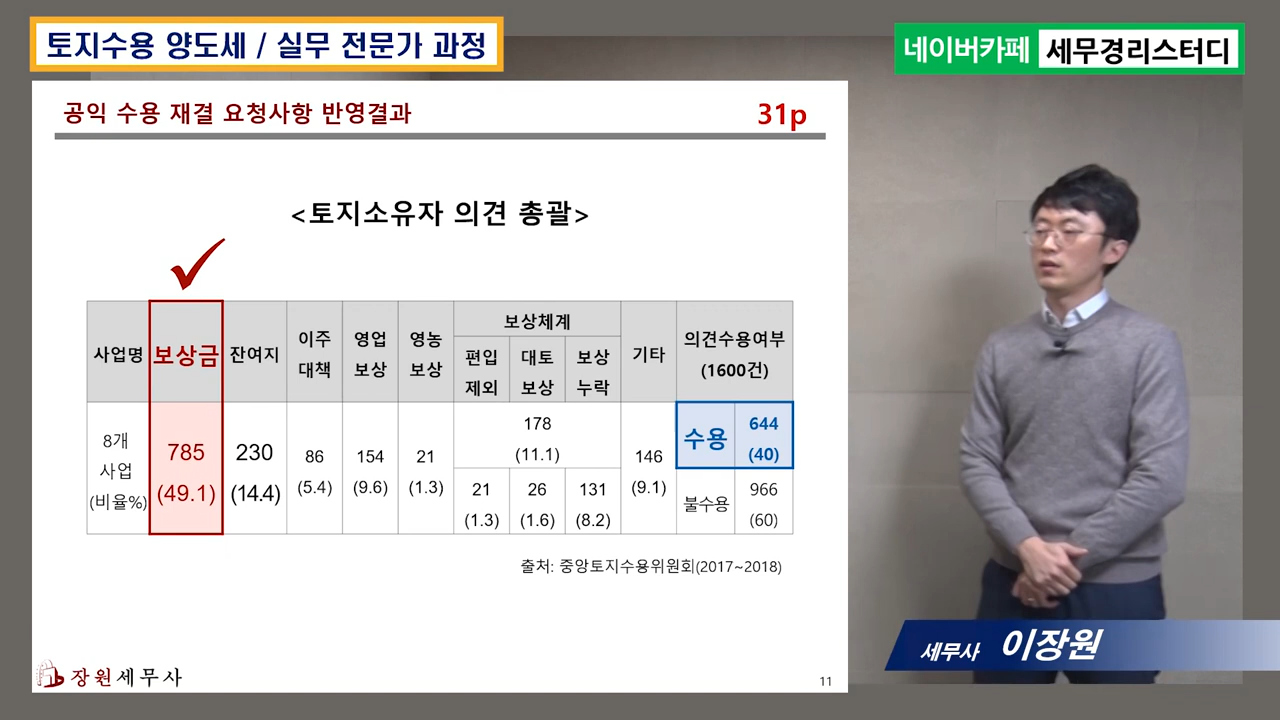 토지수용 양도세 / 실무 전문가 과정
네이버카페 세무경리스터디
공익 수용 재결 요청사항 반영결과
31p
<토지소유자 의견 총괄>
사업명 보상금 잔여지 이주 대책 영업 보상 영농 보상 보상체계 기타 의견수용여부 (1600건)
편입 제외 대토 보상 보상 누락
8개 사업 (비율%) 785 (49.1) 230 (14.4) 86 (5.4) 154 (9.6) 21 (1.3) 178 (11.1) 146 (9.1) 수용 644 (40)
21 (1.3) 26 (1.6) 131 (8.2) 불수용 966 (60)
출처: 중앙토지수용위원회(2017~2018)
세무사 이장원
장원세무사
11